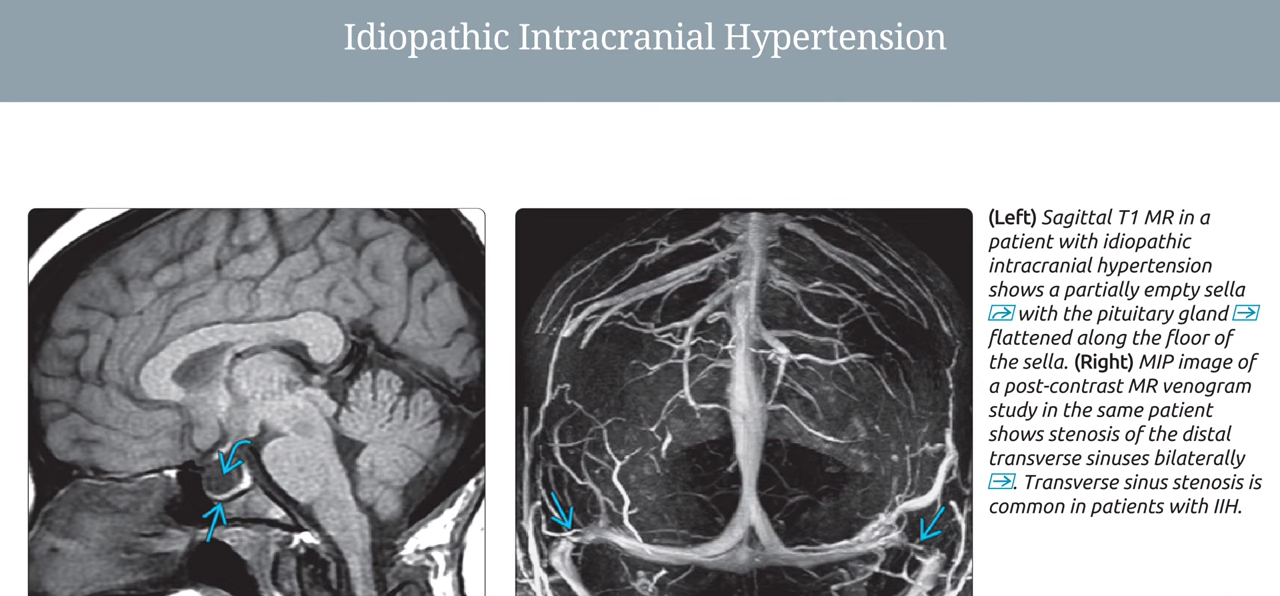 Idiopathic Intracranial Hypertension
(Left) Sagittal T1 MR in a
patient with idiopathic
intracranial hypertension
shows a partially empty sella
with the pituitary gland
flattened along the floor of
the sella. (Right) MIP image of
a post-contrast MR venogram
study in the same patient
shows stenosis of the distal
transverse sinuses bilaterally
. Transverse sinus stenosis is
common in patients with IIH.